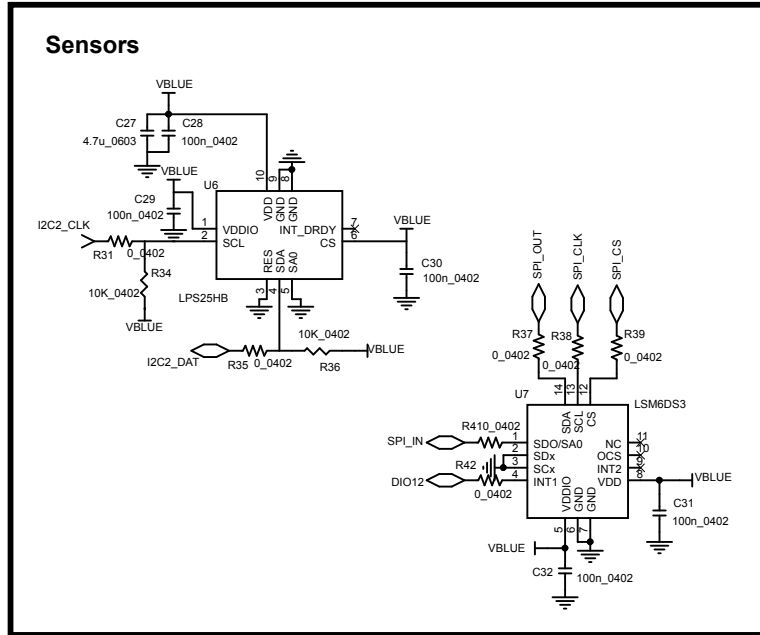 Sensors
VBLUE
C27
4.7u_0603
C28
100n_0402
VBLUE
C29
100n_0402
U6
10
9
8
VDD
GND
GND
1
VDDIO
2
SCL
INT_DRDY
7
CS
6
RES
SDA
SA0
3
4
5
LPS25HB
I2C2_CLK
R31
0_0402
R34
10K_0402
VBLUE
VBLUE
C30
100n_0402
I2C2_DAT
R35
0_0402
10K_0402
R36
VBLUE
SPI_OUT
SPI_CLK
SPI_CS
R37
0_0402
R38
0_0402
R39
0_0402
U7
14
13
12
LSM6DS3
SDA
SCL
CS
SPI_IN
R410_0402
1
SDO/SA0
2
SDx
3
SCx
4
INT1
NC
11
OCS
10
INT2
9
VDD
8
R42
DIO12
0_0402
VDDIO
GND
GND
5
6
7
VBLUE
C31
100n_0402
VBLUE
C32
100n_0402